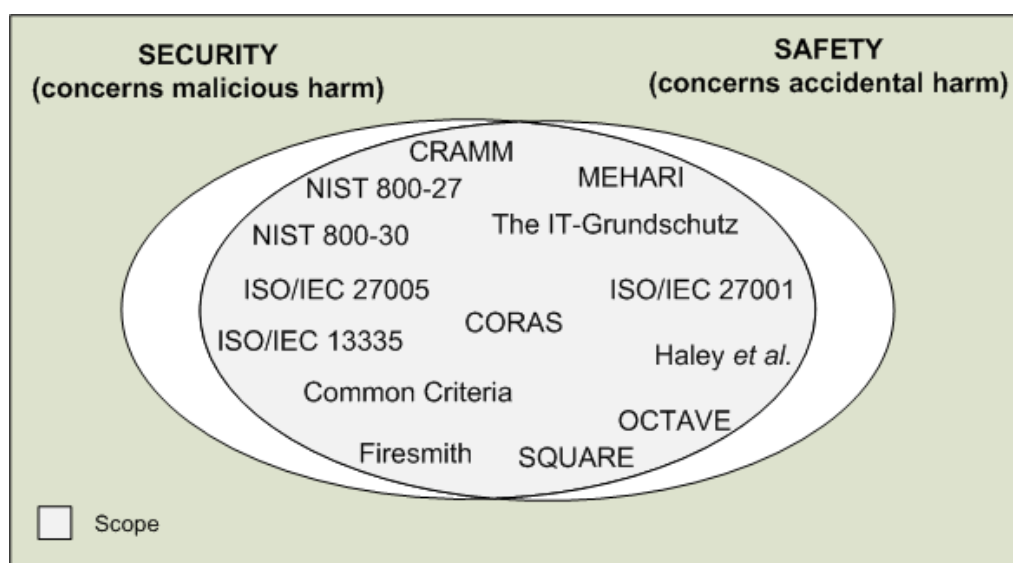 SECURITY
(concerns malicious harm)
SAFETY
(concerns accidental harm)
CRAMM
MEHARI
NIST 800-27
The IT-Grundschutz
NIST 800-30
ISO/IEC 27005
ISO/IEC 27001
CORAS
ISO/IEC 13335
Haley et al.
Common Criteria
OCTAVE
Firesmith
SQUARE
Scope